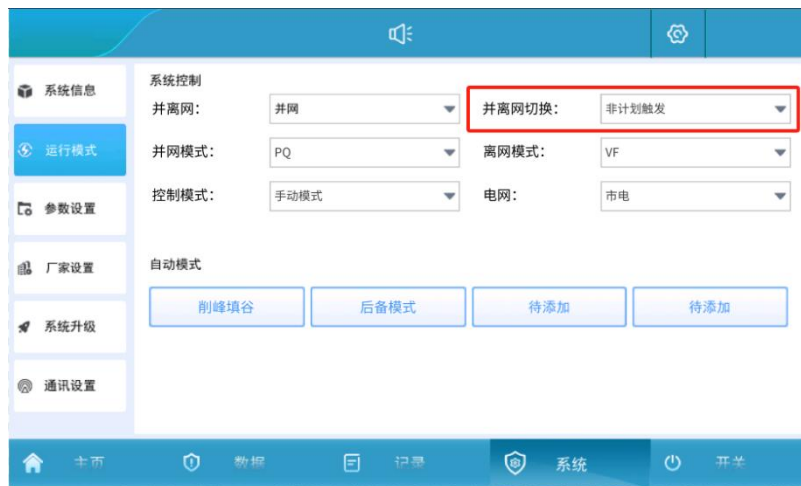 系统信息
运行模式
参数设置
厂家设置
系统升级
通讯设置
系统控制
并离网： 并网 并离网切换： 非计划触发
并网模式： PQ 离网模式： VF
控制模式： 手动模式 电网： 市电
自动模式
削峰填谷 后备模式 待添加 待添加
主页 数据 记录 系统 开关